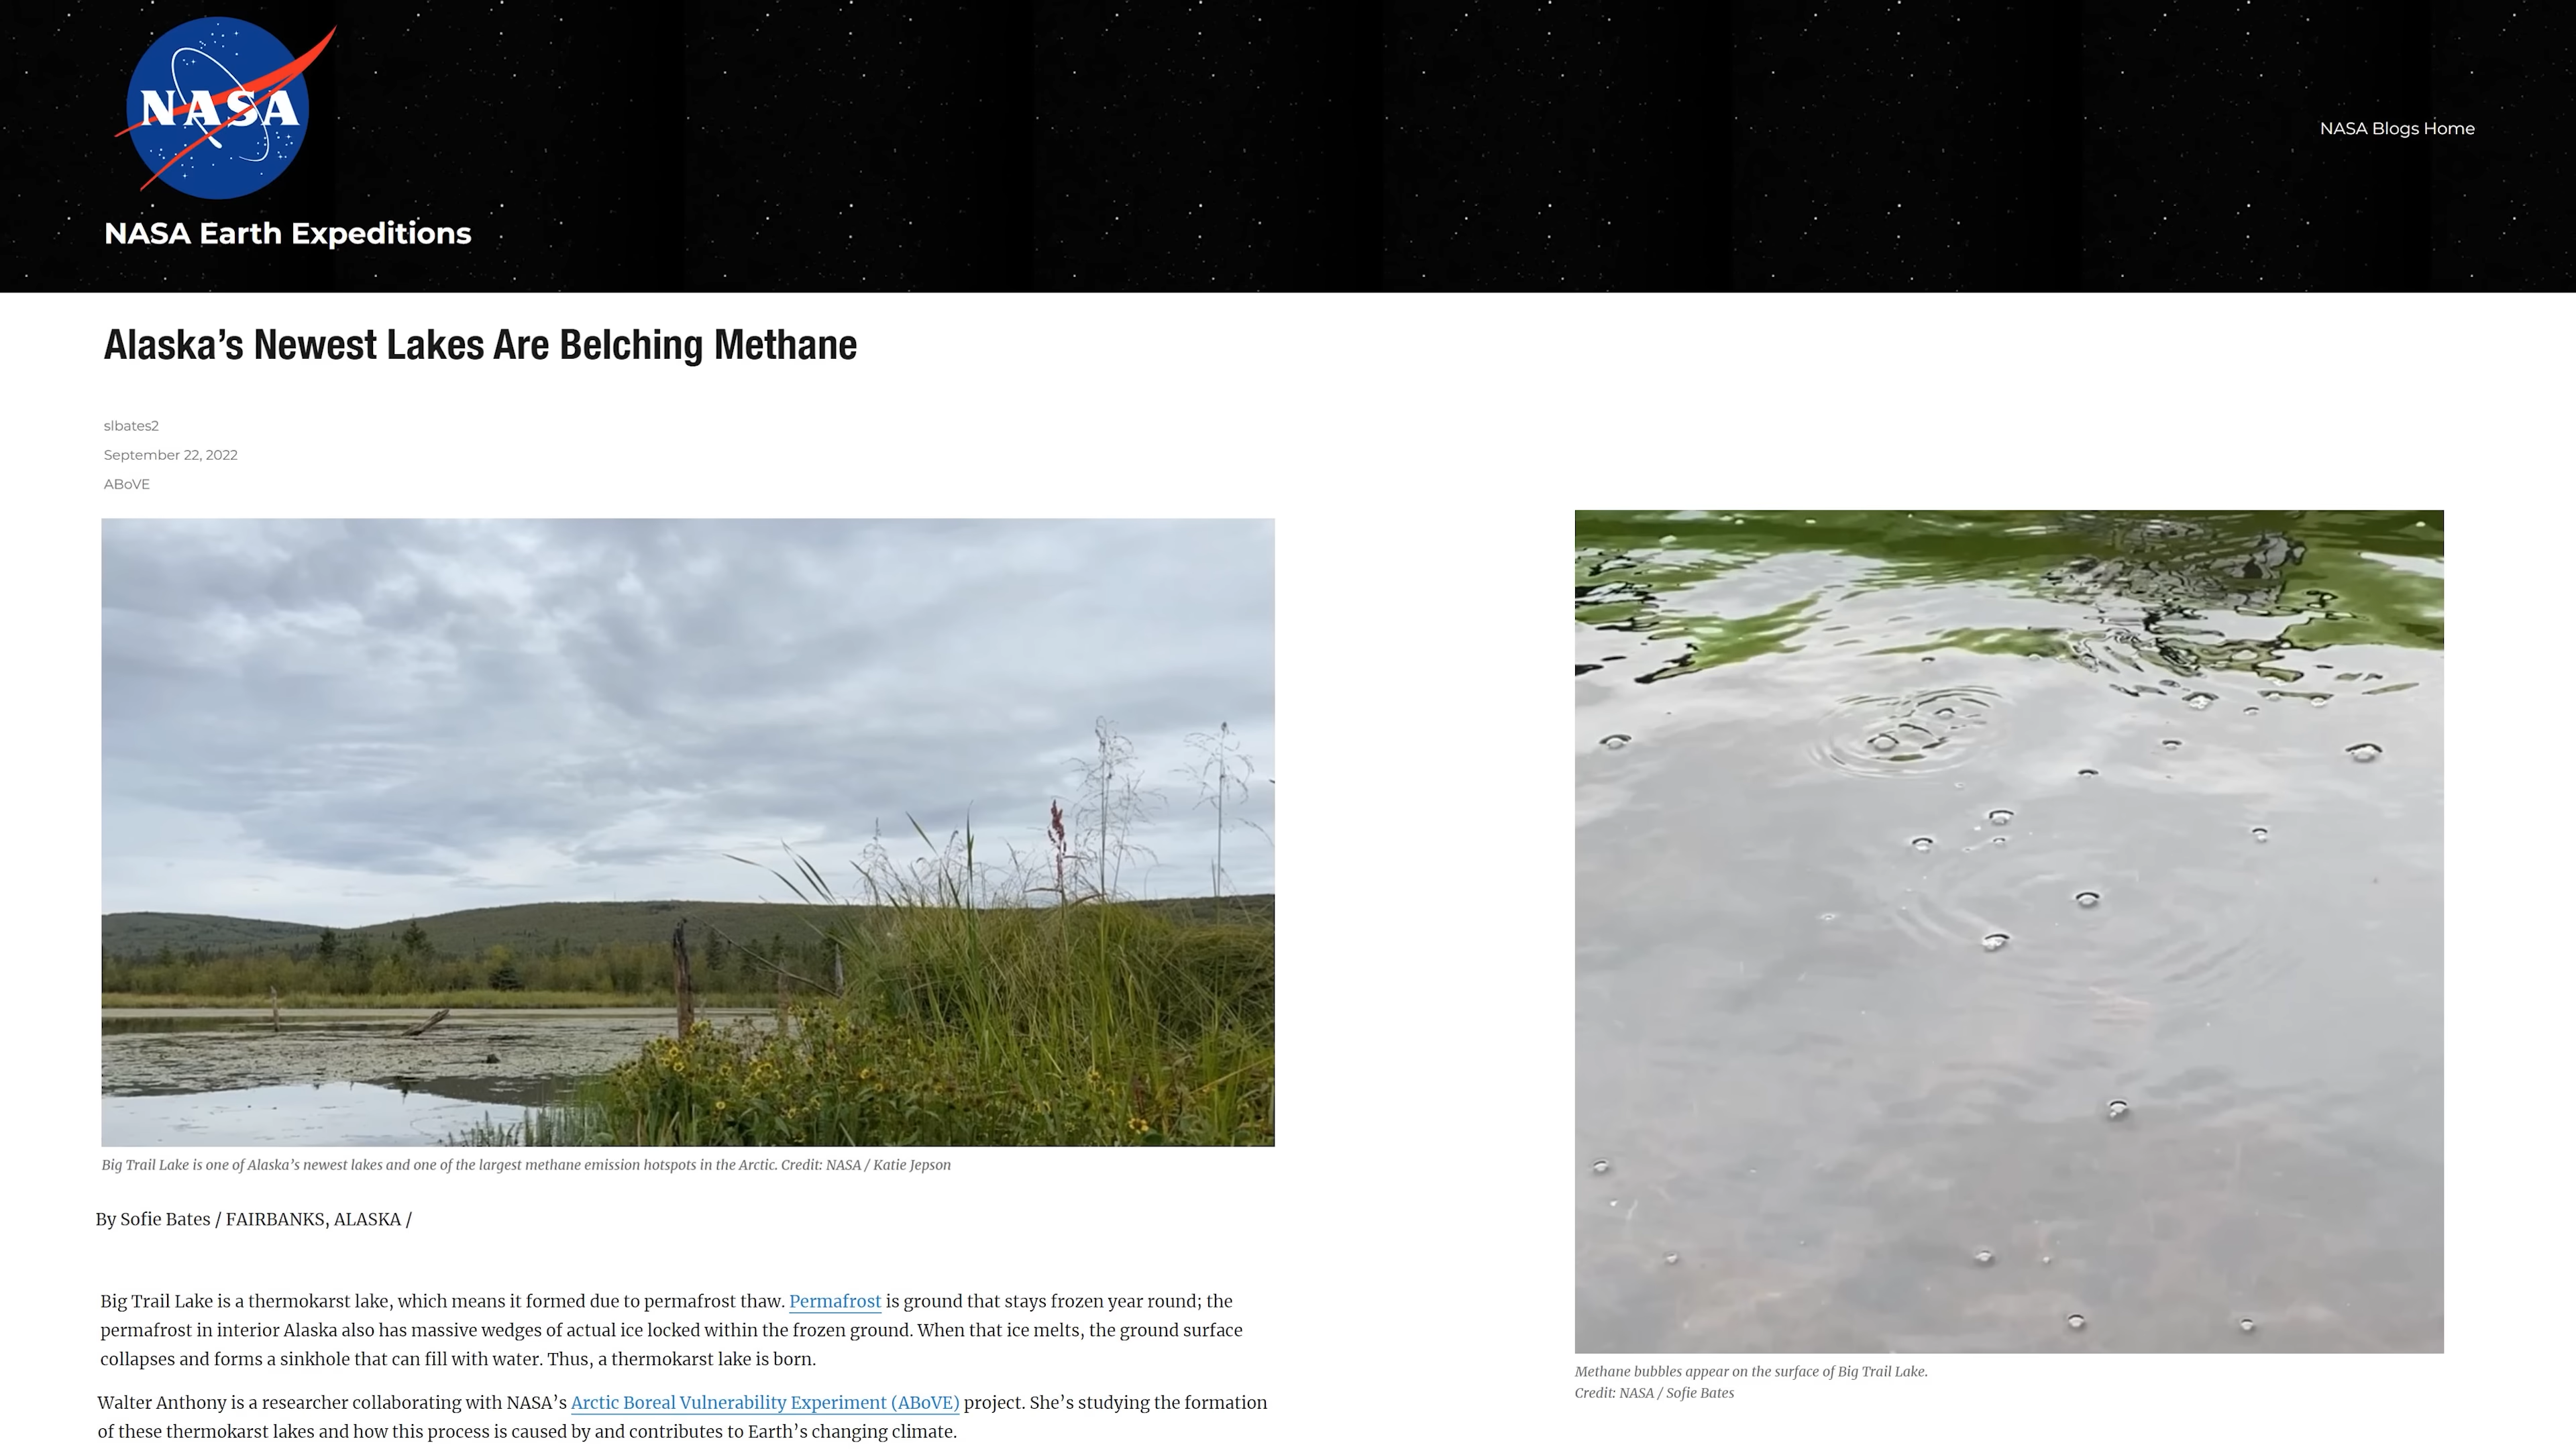 NASA
NASA Earth Expeditions
NASA Blogs Home
Alaska’s Newest Lakes Are Belching Methane
slbates2
September 22, 2022
ABoVE
Big Trail Lake is one of Alaska’s newest lakes and one of the largest methane emission hotspots in the Arctic. Credit: NASA / Katie Jepson
By Sofie Bates / FAIRBANKS, ALASKA /
Big Trail Lake is a thermokarst lake, which means it formed due to permafrost thaw. Permafrost is ground that stays frozen year round; the
permafrost in interior Alaska also has massive wedges of actual ice locked within the frozen ground. When that ice melts, the ground surface
collapses and forms a sinkhole that can fill with water. Thus, a thermokarst lake is born.
Walter Anthony is a researcher collaborating with NASA’s Arctic Boreal Vulnerability Experiment (ABoVE) project. She’s studying the formation
of these thermokarst lakes and how this process is caused by and contributes to Earth’s changing climate.
Methane bubbles appear on the surface of Big Trail Lake.
Credit: NASA / Sofie Bates